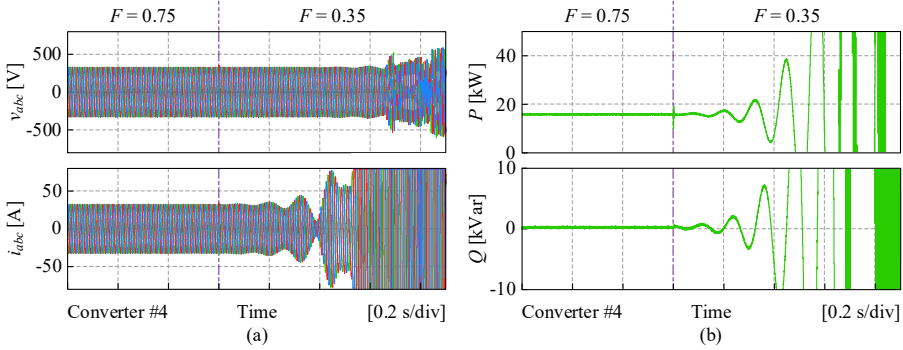 F = 0.75 F = 0.35 F = 0.75 F = 0.35
v_abc [V]
500
0
-500
P [kW]
40
20
0
i_abc [A]
50
0
-50
Q [kVar]
10
0
-10
Converter #4 Time [0.2 s/div] Converter #4 Time [0.2 s/div]
(a) (b)